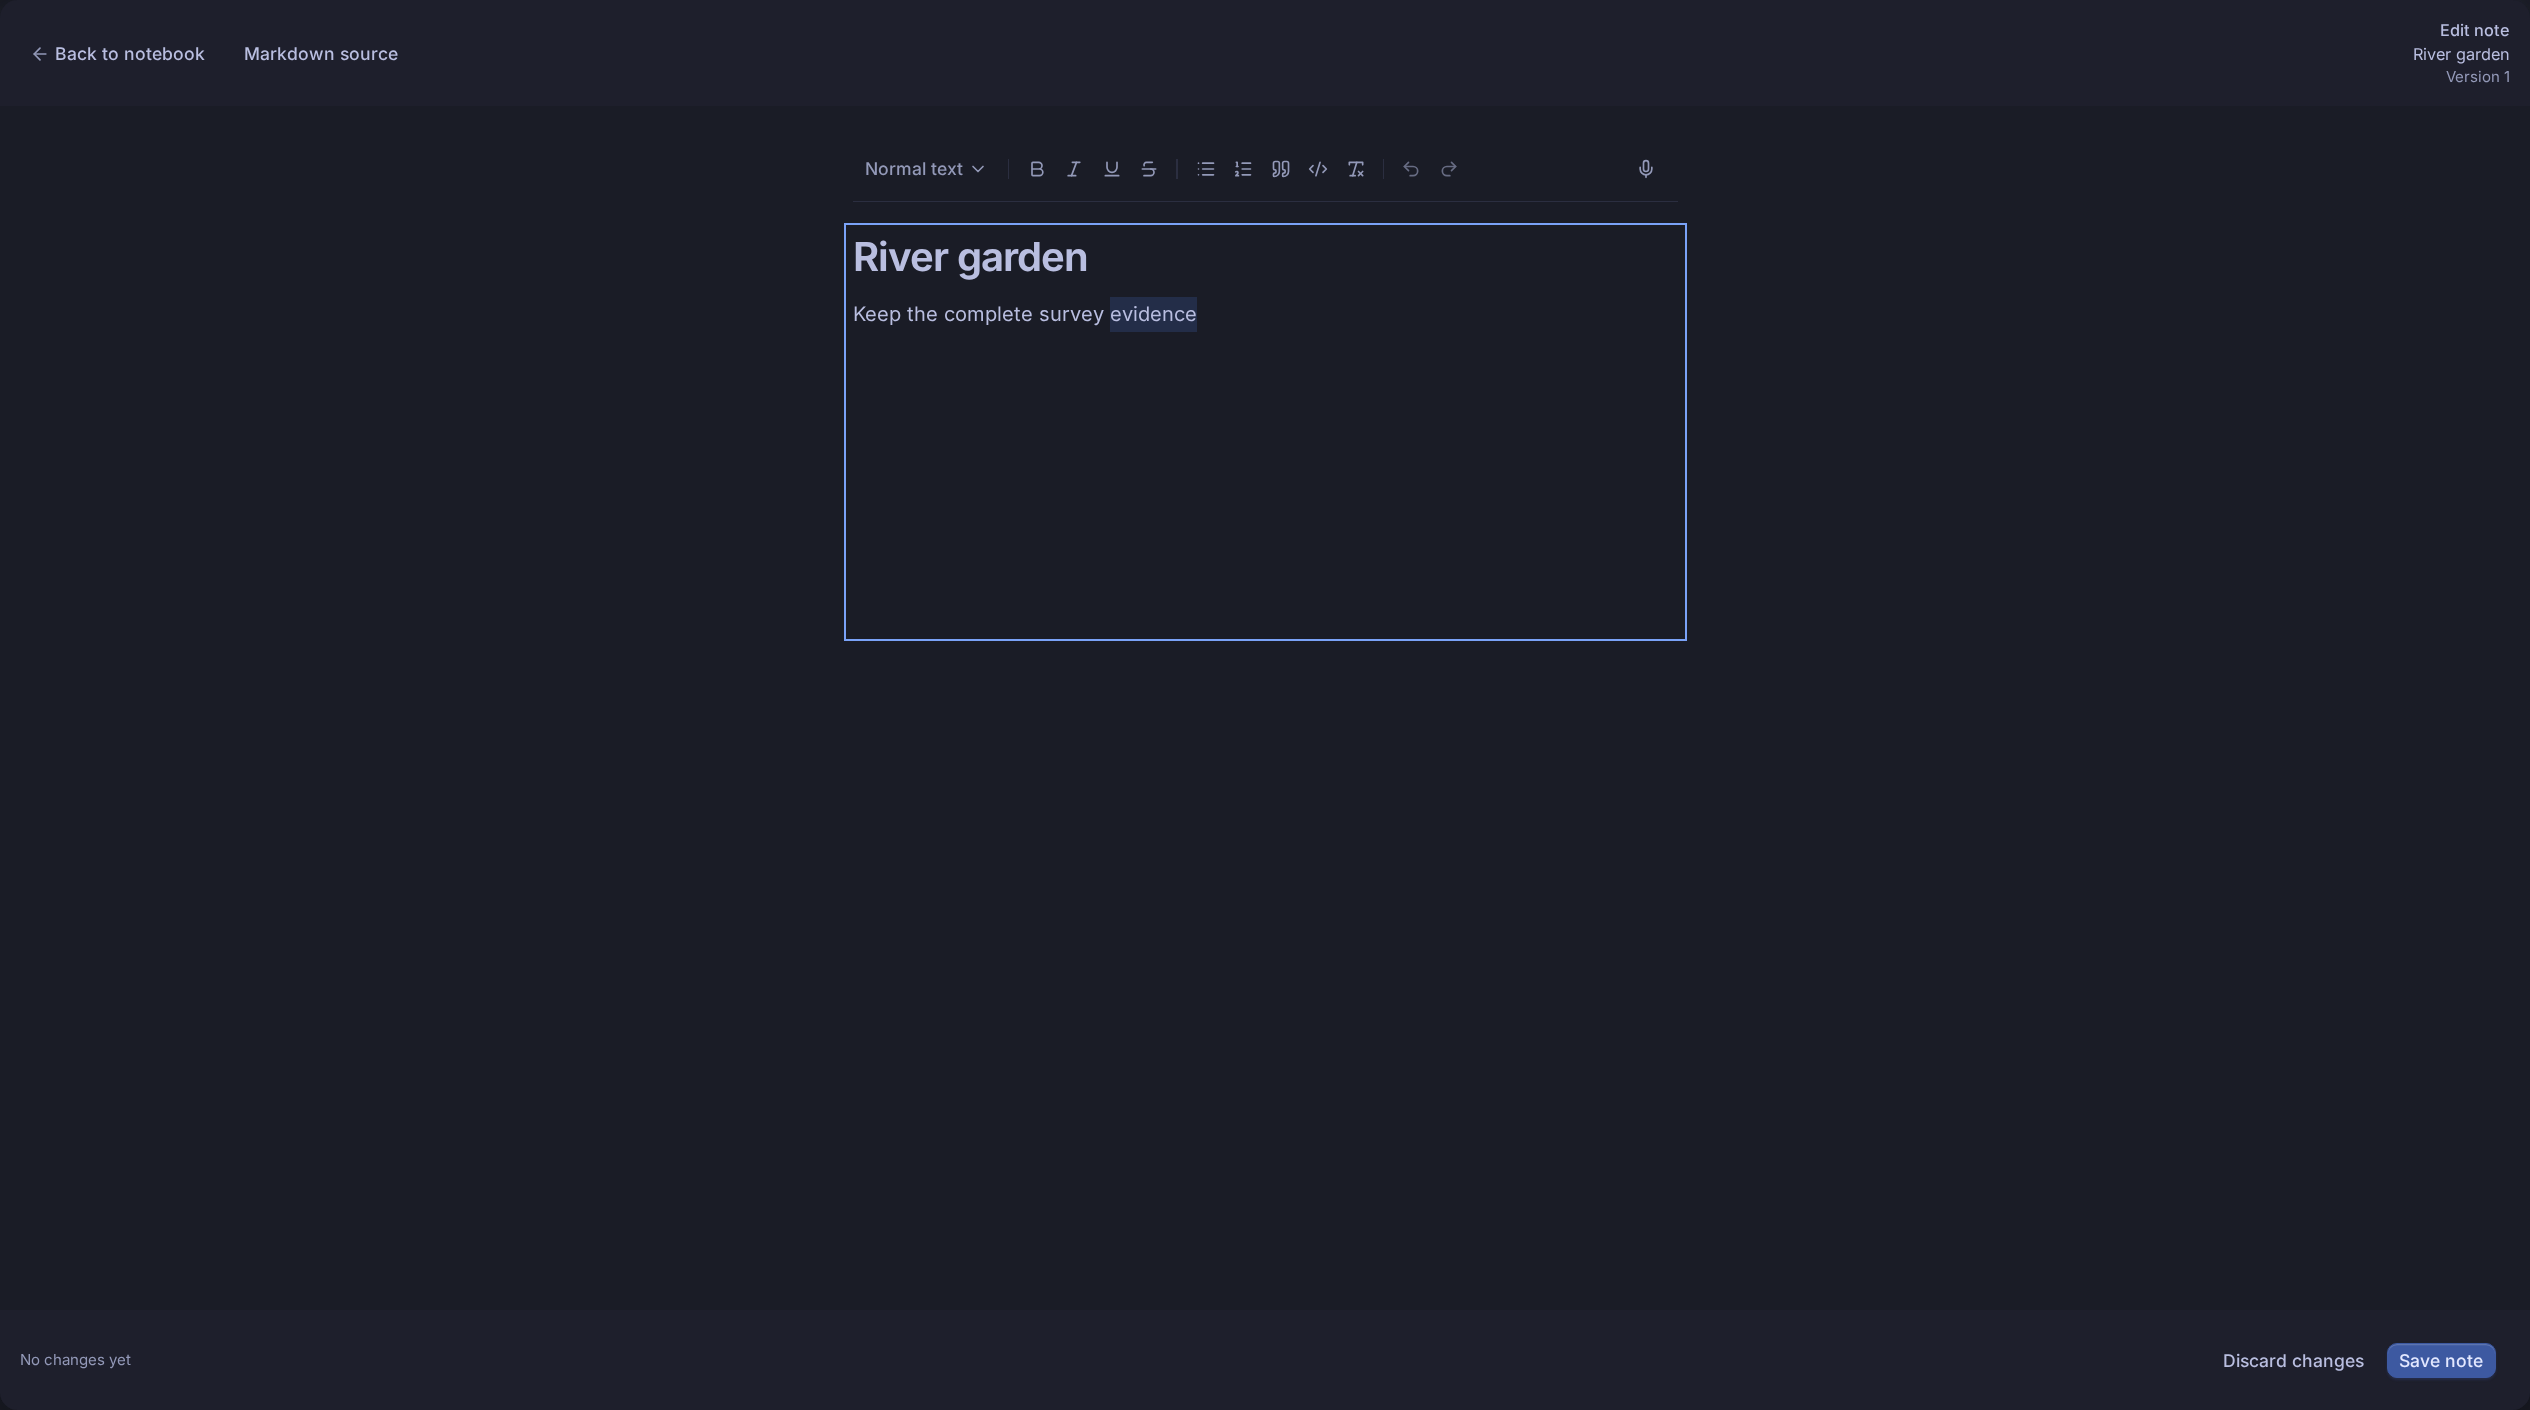 Back to notebook
Markdown source
Edit note
River garden
Version 1
Normal text
River garden
Keep the complete survey evidence
No changes yet
Discard changes
Save note